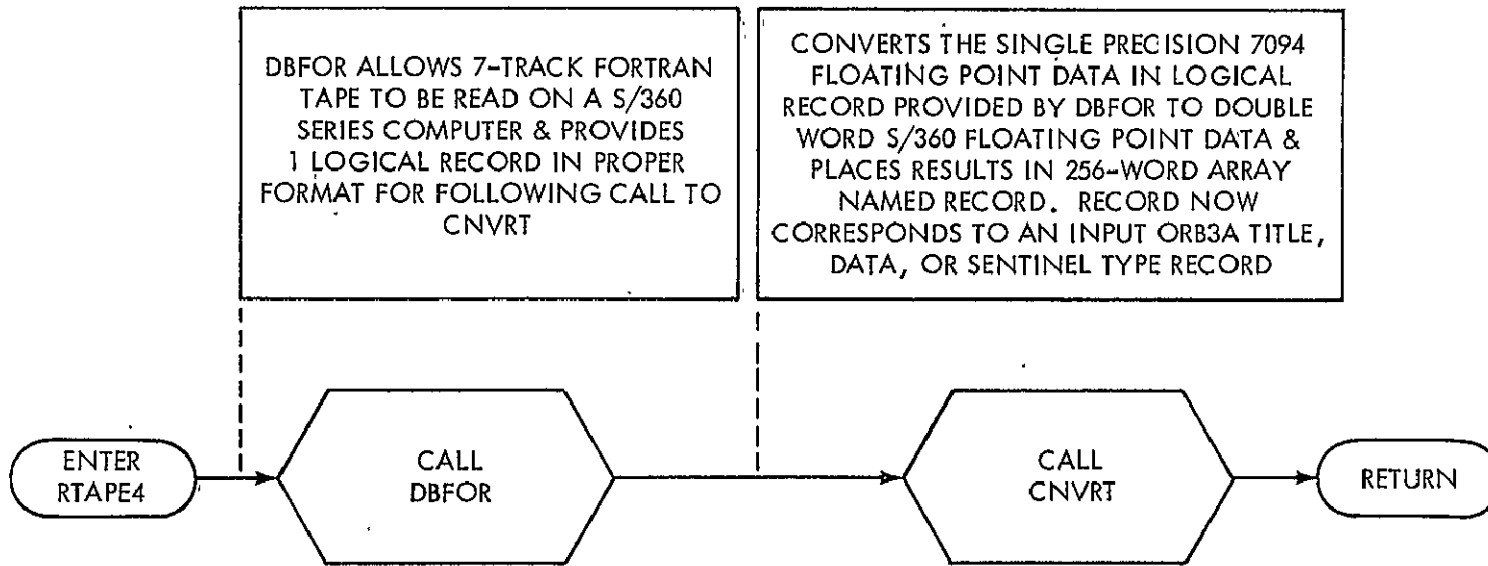 DBFOR ALLOWS 7-TRACK FORTRAN
TAPE TO BE READ ON A S/360
SERIES COMPUTER & PROVIDES
1 LOGICAL RECORD IN PROPER
FORMAT FOR FOLLOWING CALL TO
CNVRT
CONVERTS THE SINGLE PRECISION 7094
FLOATING POINT DATA IN LOGICAL
RECORD PROVIDED BY DBFOR TO DOUBLE
WORD S/360 FLOATING POINT DATA &
PLACES RESULTS IN 256-WORD ARRAY
NAMED RECORD. RECORD NOW
CORRESPONDS TO AN INPUT ORB3A TITLE,
DATA, OR SENTINEL TYPE RECORD
ENTER
RTAPE4
CALL
DBFOR
CALL
CNVRT
RETURN